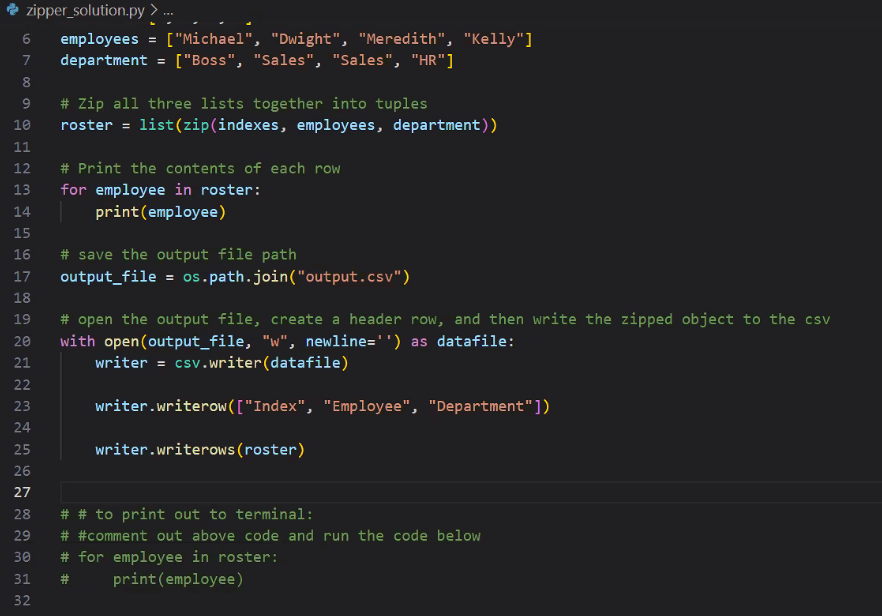 zipper_solution.py > ...
6 employees = ["Michael", "Dwight", "Meredith", "Kelly"]
7 department = ["Boss", "Sales", "Sales", "HR"]
8
9 # Zip all three lists together into tuples
10 roster = list(zip(indexes, employees, department))
11
12 # Print the contents of each row
13 for employee in roster:
14     print(employee)
15
16 # save the output file path
17 output_file = os.path.join("output.csv")
18
19 # open the output file, create a header row, and then write the zipped object to the csv
20 with open(output_file, "w", newline='') as datafile:
21     writer = csv.writer(datafile)
22
23     writer.writerow(["Index", "Employee", "Department"])
24
25     writer.writerows(roster)
26
27
28 # # to print out to terminal:
29 # #comment out above code and run the code below
30 # for employee in roster:
31 #     print(employee)
32